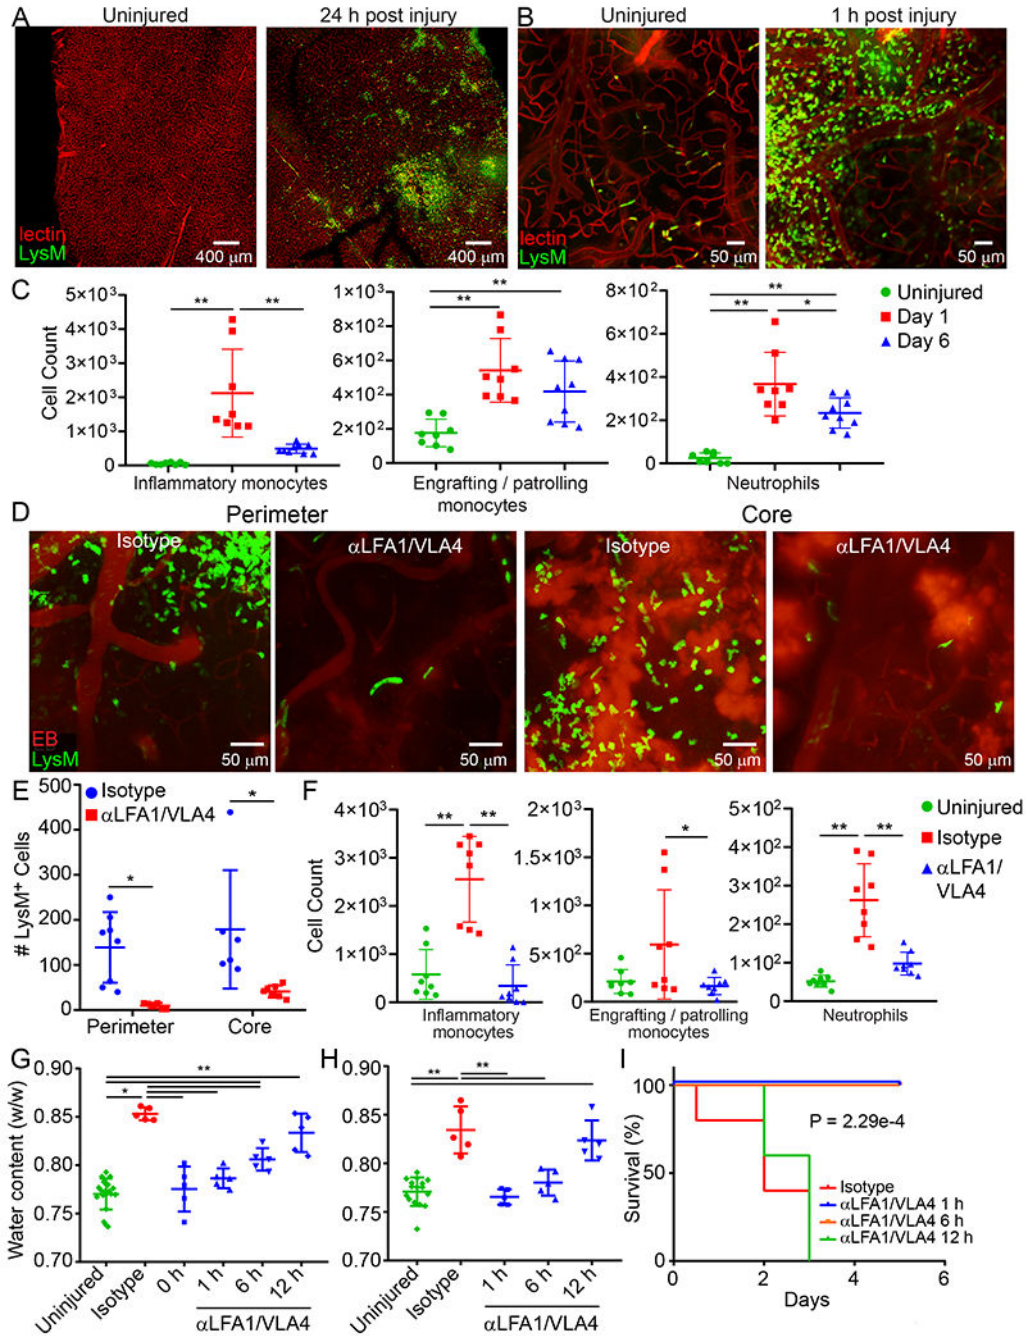 A Uninjured 24 h post injury B Uninjured 1 h post injury
lectin
LysM 400 µm 400 µm
lectin
LysM 50 µm 50 µm
C
Cell Count
5×10³
4×10³
3×10³
2×10³
1×10³
0
** **
Inflammatory monocytes
1×10³
8×10²
6×10²
4×10²
2×10²
0
**
**
Engrafting / patrolling
monocytes
8×10²
6×10²
4×10²
2×10²
0
**
** *
Neutrophils
Uninjured
Day 1
Day 6
D Perimeter Core
Isotype αLFA1/VLA4 Isotype αLFA1/VLA4
EB
LysM 50 µm 50 µm 50 µm 50 µm
E
# LysM⁺ Cells
500
400
300
200
100
0
Isotype
αLFA1/VLA4
* *
Perimeter Core
F
Cell Count
4×10³
3×10³
2×10³
1×10³
0
** **
Inflammatory
monocytes
2×10³
1×10³
5×10²
0
*
Engrafting / patrolling
monocytes
5×10²
4×10²
3×10²
2×10²
1×10²
0
** **
Neutrophils
Uninjured
Isotype
αLFA1/
VLA4
G
Water content (w/w)
0.90
0.85
0.80
0.75
0.70
**
*
Uninjured Isotype 0 h 1 h 6 h 12 h
αLFA1/VLA4
H
0.90
0.85
0.80
0.75
0.70
** **
Uninjured Isotype 1 h 6 h 12 h
αLFA1/VLA4
I
Survival (%)
100
50
0
P = 2.29e-4
Isotype
αLFA1/VLA4 1 h
αLFA1/VLA4 6 h
αLFA1/VLA4 12 h
0 2 4 6
Days